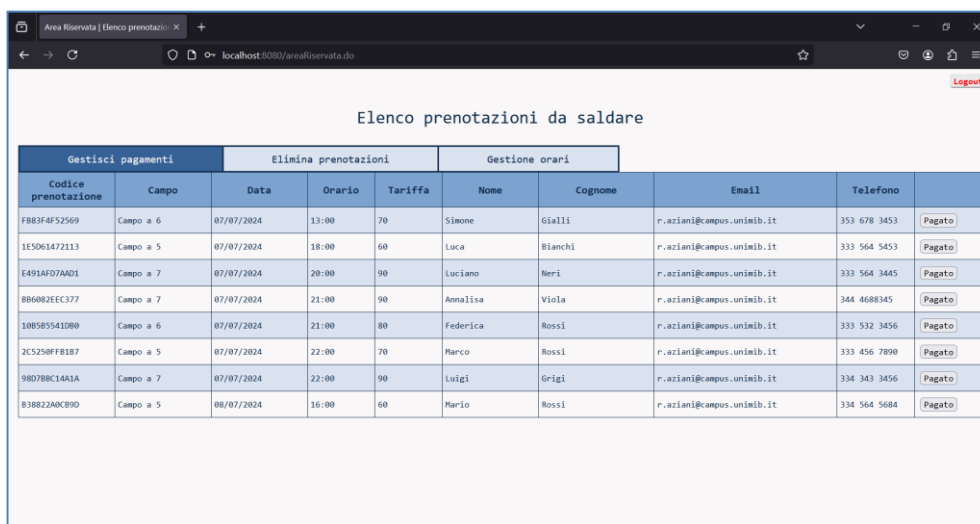 Area Riservata | Elenco prenotazion
localhost:8080/areaRiservata.do
Logout
Elenco prenotazioni da saldare
Gestisci pagamenti Elimina prenotazioni Gestione orari
Codice prenotazione Campo Data Orario Tariffa Nome Cognome Email Telefono
FB83F4F52569 Campo a 6 07/07/2024 13:00 70 Simone Gialli r.aziani@campus.unimib.it 353 678 3453 Pagato
1E5D61472113 Campo a 5 07/07/2024 18:00 60 Luca Bianchi r.aziani@campus.unimib.it 333 564 5453 Pagato
E491AFD7AAD1 Campo a 7 07/07/2024 20:00 90 Luciano Neri r.aziani@campus.unimib.it 333 564 3445 Pagato
BB6082EEC377 Campo a 7 07/07/2024 21:00 90 Annalisa Viola r.aziani@campus.unimib.it 344 4688345 Pagato
10B5B5541DB0 Campo a 6 07/07/2024 21:00 80 Federica Rossi r.aziani@campus.unimib.it 333 532 3456 Pagato
2C5250FFB1B7 Campo a 5 07/07/2024 22:00 70 Marco Rossi r.aziani@campus.unimib.it 333 456 7890 Pagato
98D7BBC14A1A Campo a 7 07/07/2024 22:00 90 Luigi Grigi r.aziani@campus.unimib.it 334 343 3456 Pagato
B38822A0CB9D Campo a 5 08/07/2024 16:00 60 Mario Rossi r.aziani@campus.unimib.it 334 564 5684 Pagato